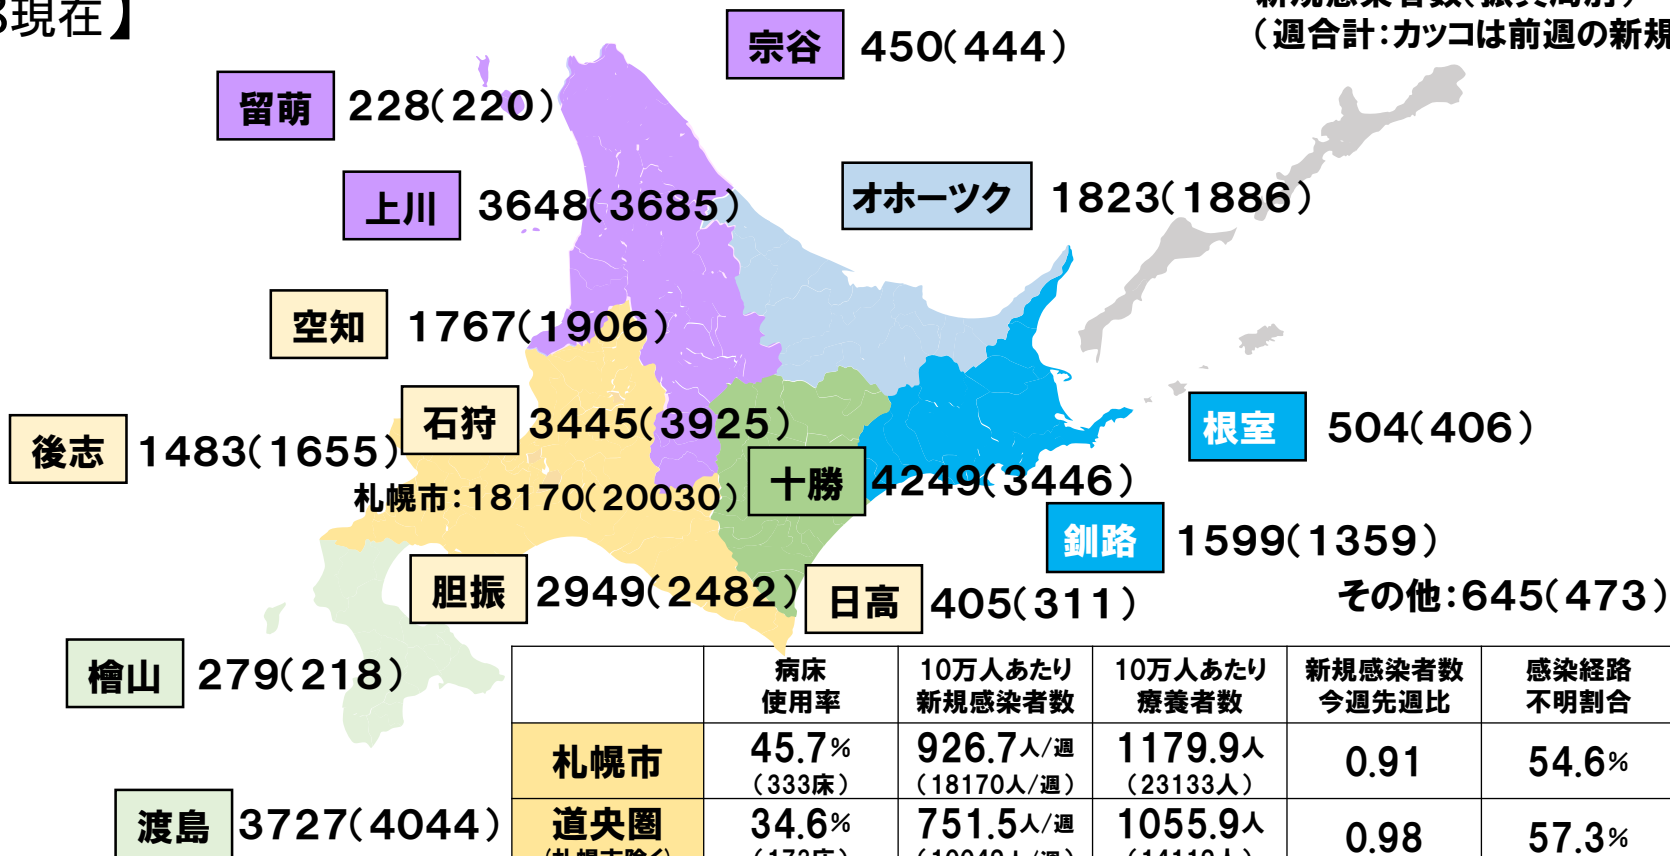 現在】
（週合計：カッコは前週の新規
宗谷 450(444)
留萌 228(220)
上川 3648(3685)
オホーツク 1823(1886)
空知 1767(1906)
石狩 3445(3925)
後志 1483(1655)
札幌市：18170(20030)
十勝 4249(3446)
根室 504(406)
釧路 1599(1359)
胆振 2949(2482)
日高 405(311)
その他：645(473)
檜山 279(218)
渡島 3727(4044)
病床 10万人あたり 10万人あたり 新規感染者数 感染経路
使用率 新規感染者数 療養者数 今週先週比 不明割合
札幌市 45.7% 926.7人/週 1179.9人 0.91 54.6%
(333床) (18170人/週) (23133人)
道央圏 34.6% 751.5人/週 1055.9人 0.98 57.3%